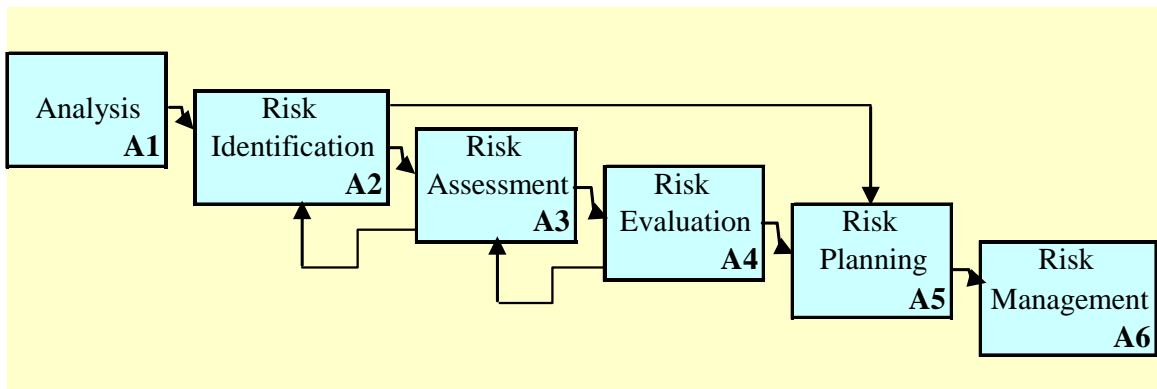 Analysis
A1
Risk
Identification
A2
Risk
Assessment
A3
Risk
Evaluation
A4
Risk
Planning
A5
Risk
Management
A6